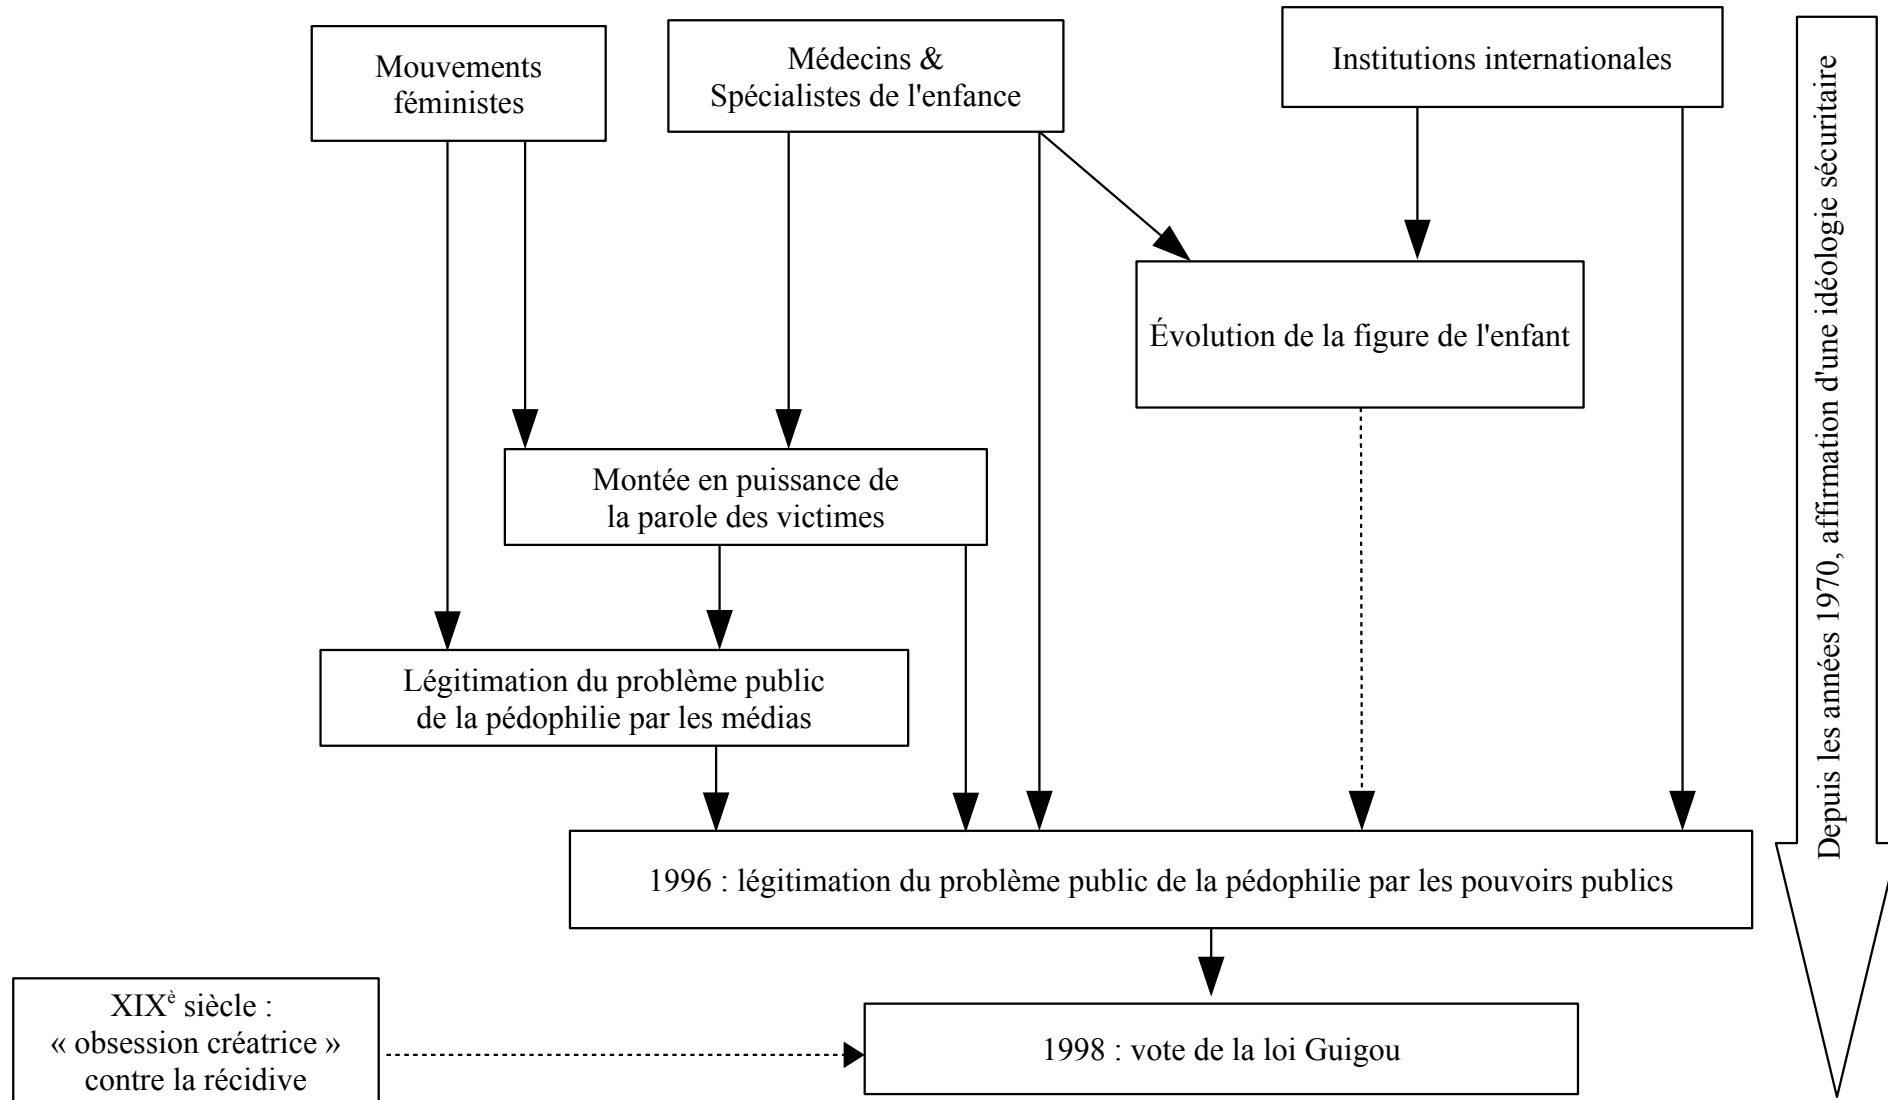 Mouvements
féministes
Médecins &
Spécialistes de l'enfance
Institutions internationales
Depuis les années 1970, affirmation d'une idéologie sécuritaire
Évolution de la figure de l'enfant
Montée en puissance de
la parole des victimes
Légitimation du problème public
de la pédophilie par les médias
1996 : légitimation du problème public de la pédophilie par les pouvoirs publics
XIXè siècle :
« obsession créatrice »
contre la récidive
1998 : vote de la loi Guigou